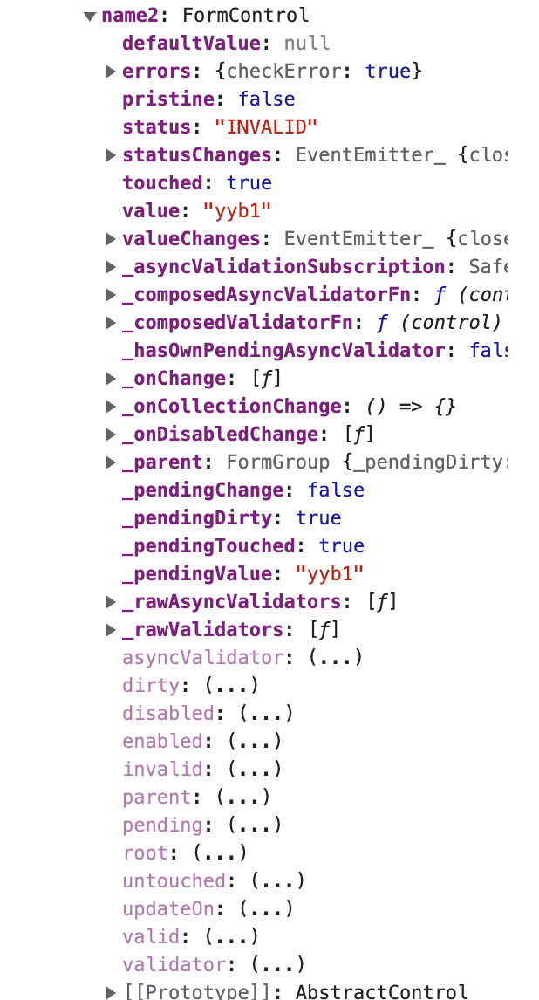 name2: FormControl
defaultValue: null
errors: {checkError: true}
pristine: false
status: "INVALID"
statusChanges: EventEmitter_ {clos
touched: true
value: "yyb1"
valueChanges: EventEmitter_ {close
_asyncValidationSubscription: Safe
_composedAsyncValidatorFn: ƒ (cont
_composedValidatorFn: ƒ (control)
_hasOwnPendingAsyncValidator: fals
_onChange: [ƒ]
_onCollectionChange: () => {}
_onDisabledChange: [ƒ]
_parent: FormGroup {_pendingDirty:
_pendingChange: false
_pendingDirty: true
_pendingTouched: true
_pendingValue: "yyb1"
_rawAsyncValidators: [ƒ]
_rawValidators: [ƒ]
asyncValidator: (...)
dirty: (...)
disabled: (...)
enabled: (...)
invalid: (...)
parent: (...)
pending: (...)
root: (...)
untouched: (...)
updateOn: (...)
valid: (...)
validator: (...)
[[Prototype]]: AbstractControl